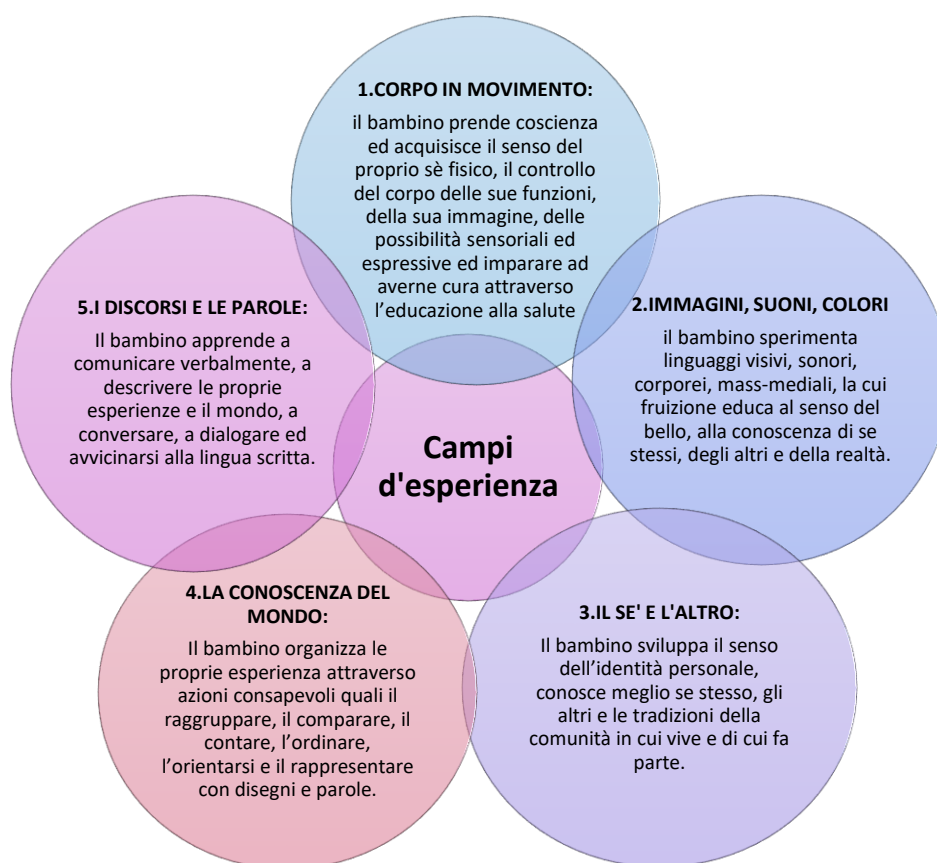 1.CORPO IN MOVIMENTO:
il bambino prende coscienza
ed acquisisce il senso del
proprio sè fisico, il controllo
del corpo delle sue funzioni,
della sua immagine, delle
possibilità sensoriali ed
espressive ed imparare ad
averne cura attraverso
l’educazione alla salute
2.IMMAGINI, SUONI, COLORI
il bambino sperimenta
linguaggi visivi, sonori,
corporei, mass-mediali, la cui
fruizione educa al senso del
bello, alla conoscenza di se
stessi, degli altri e della realtà.
3.IL SE' E L'ALTRO:
Il bambino sviluppa il senso
dell’identità personale,
conosce meglio se stesso, gli
altri e le tradizioni della
comunità in cui vive e di cui fa
parte.
4.LA CONOSCENZA DEL
MONDO:
Il bambino organizza le
proprie esperienza attraverso
azioni consapevoli quali il
raggruppare, il comparare, il
contare, l’ordinare,
l’orientarsi e il rappresentare
con disegni e parole.
5.I DISCORSI E LE PAROLE:
Il bambino apprende a
comunicare verbalmente, a
descrivere le proprie
esperienze e il mondo, a
conversare, a dialogare ed
avvicinarsi alla lingua scritta.
Campi
d'esperienza